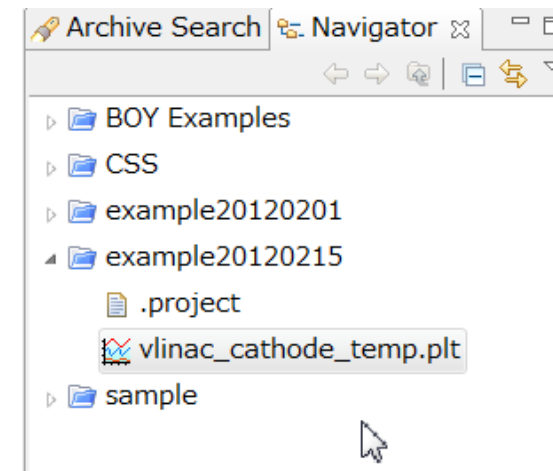 Archive Search Navigator
BOY Examples
CSS
example20120201
example20120215
.project
vlinac_cathode_temp.plt
sample